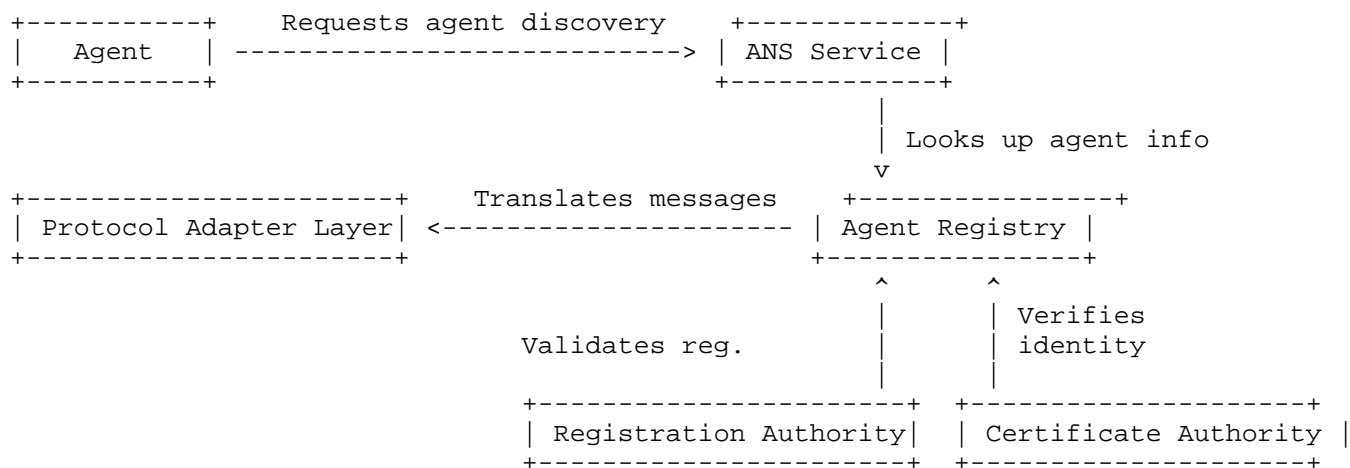 Requests agent discovery
Agent
ANS Service
Looks up agent info
Translates messages
Protocol Adapter Layer
Agent Registry
Verifies
Validates reg.
identity
Registration Authority
Certificate Authority